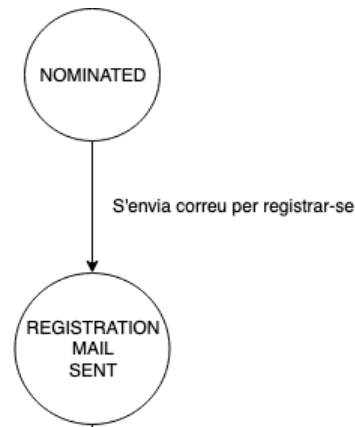 NOMINATED
S'envia correu per registrar-se
REGISTRATION
MAIL
SENT